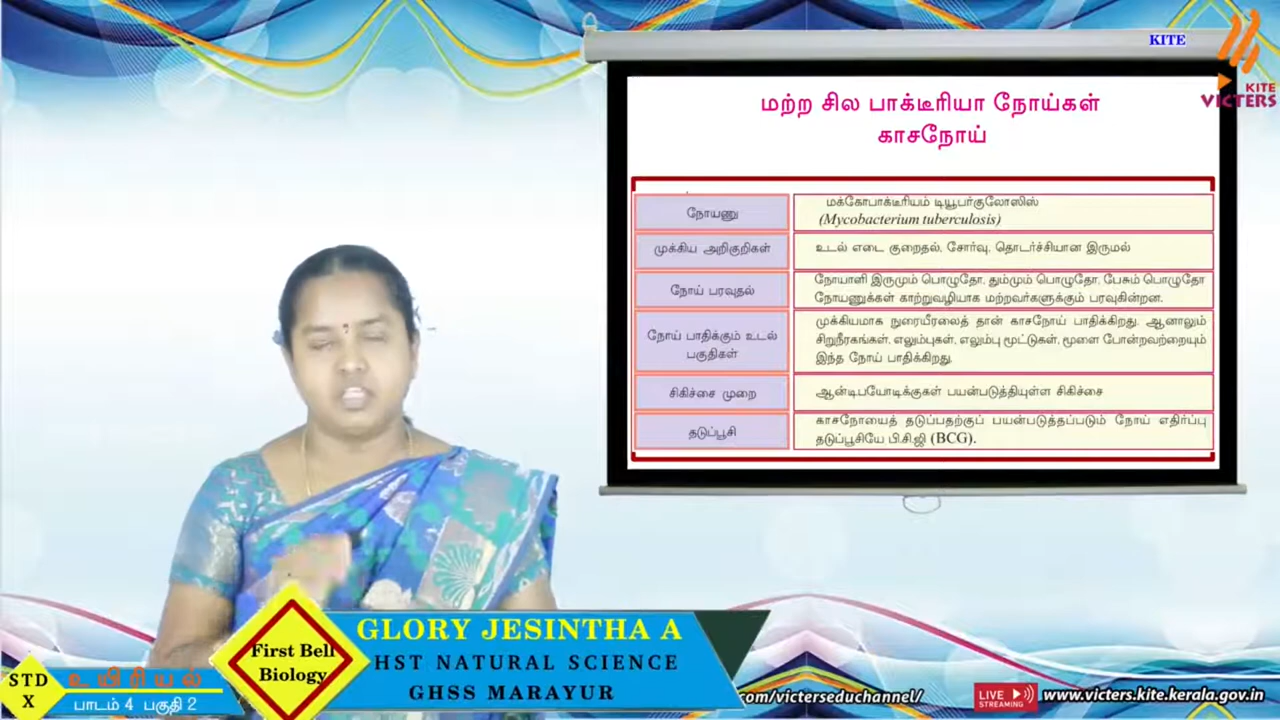 KITE
KITE
VICTERS
மற்ற சில பாக்டீரியா நோய்கள்
காசநோய்
நோயணு
மக்கோபாக்டீரியம் டியூபர்குலோஸிஸ்
(Mycobacterium tuberculosis)
முக்கிய அறிகுறிகள்
உடல் எடை குறைதல், சோர்வு, தொடர்ச்சியான இருமல்
நோய் பரவுதல்
நோயாளி இருமும் பொழுதோ, தும்மும் பொழுதோ, பேசும் பொழுதோ
நோயணுக்கள் காற்றுவழியாக மற்றவர்களுக்கும் பரவுகின்றன.
நோய் பாதிக்கும் உடல்
பகுதிகள்
முக்கியமாக நுரையீரலைத் தான் காசநோய் பாதிக்கிறது. ஆனாலும்
சிறுநீரகங்கள், எலும்புகள், எலும்பு மூட்டுகள், மூளை போன்றவற்றையும்
இந்த நோய் பாதிக்கிறது.
சிகிச்சை முறை
ஆன்டிபயோடிக்குகள் பயன்படுத்தியுள்ள சிகிச்சை
தடுப்பூசி
காசநோயைத் தடுப்பதற்குப் பயன்படுத்தப்படும் நோய் எதிர்ப்பு
தடுப்பூசியே பி.சி.ஜி (BCG).
GLORY JESINTHA A
HST NATURAL SCIENCE
GHSS MARAYUR
First Bell
Biology
STD
X
உயிரியல்
பாடம் 4 பகுதி 2
com/victerseduchannel/
LIVE
STREAMING
www.victers.kite.kerala.gov.in